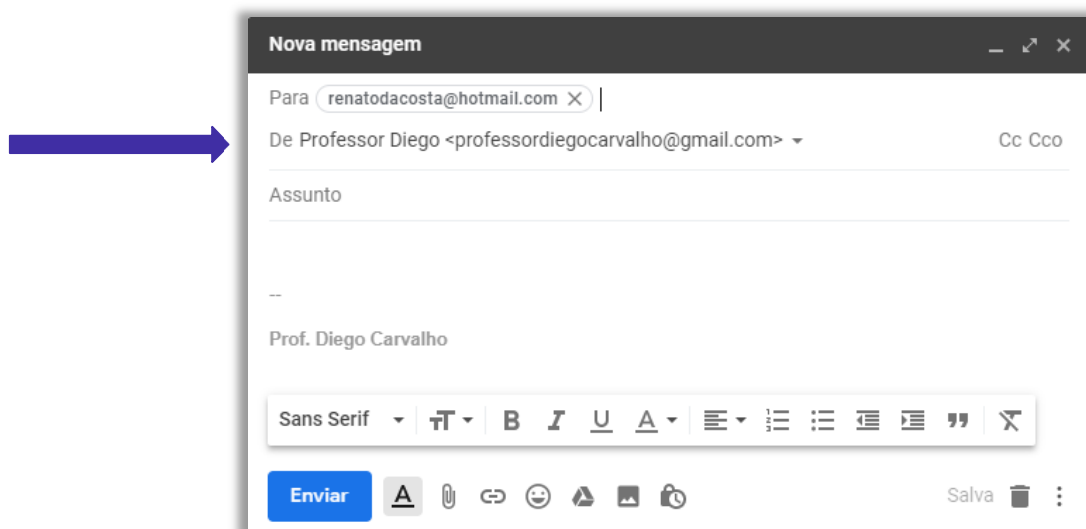 Nova mensagem
Para renatodacosta@hotmail.com
De Professor Diego <professordiegocarvalho@gmail.com> Cc Cco
Assunto
--
Prof. Diego Carvalho
Sans Serif
Enviar Salva